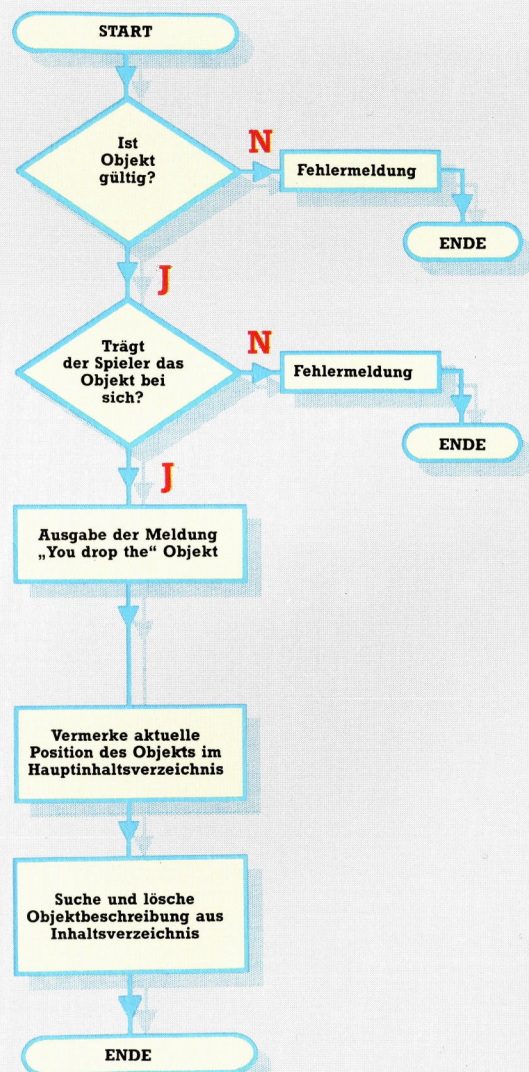 START
Ist
Objekt
gültig?
N
Fehlermeldung
ENDE
J
Trägt
der Spieler das
Objekt bei
sich?
N
Fehlermeldung
ENDE
J
Ausgabe der Meldung
„You drop the“ Objekt
Vermerke aktuelle
Position des Objekts im
Hauptinhaltsverzeichnis
Suche und lösche
Objektbeschreibung aus
Inhaltsverzeichnis
ENDE